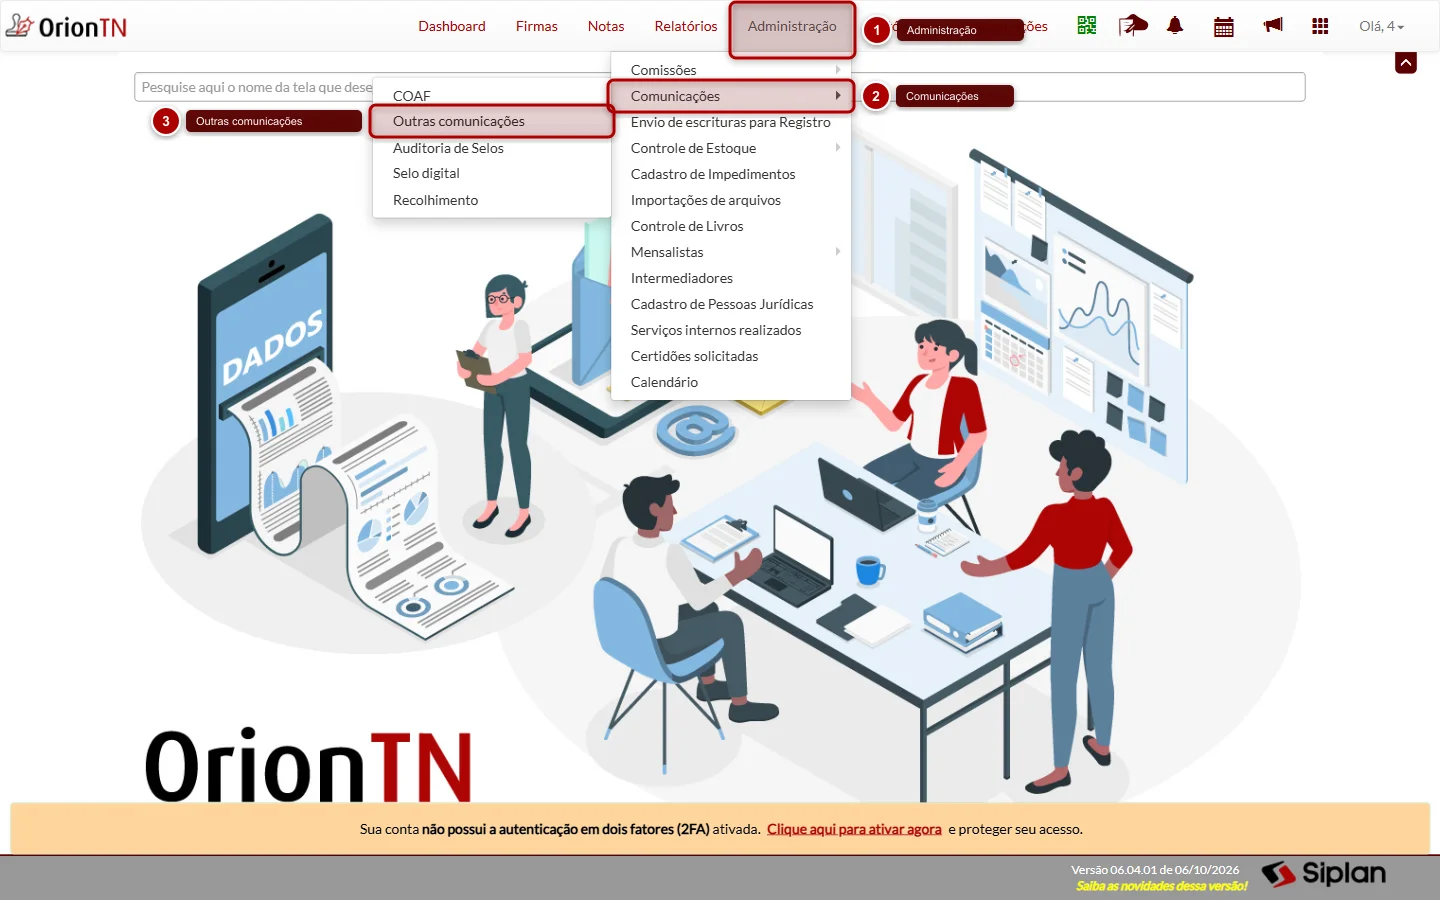 OrionTN
Dashboard
Firmas
Notas
Relatórios
Administração
1
Administração
ões
Olá, 4
Pesquise aqui o nome da tela que dese
Comissões
Comunicações
2
Comunicações
Envio de escrituras para Registro
Controle de Estoque
Cadastro de Impedimentos
Importações de arquivos
Controle de Livros
Mensalistas
Intermediadores
Cadastro de Pessoas Jurídicas
Serviços internos realizados
Certidões solicitadas
Calendário
COAF
3
Outras comunicações
Outras comunicações
Auditoria de Selos
Selo digital
Recolhimento
DADOS
@
OrionTN
Sua conta não possui a autenticação em dois fatores (2FA) ativada. Clique aqui para ativar agora e proteger seu acesso.
Versão 06.04.01 de 06/10/2026
Saiba as novidades dessa versão!
Siplan